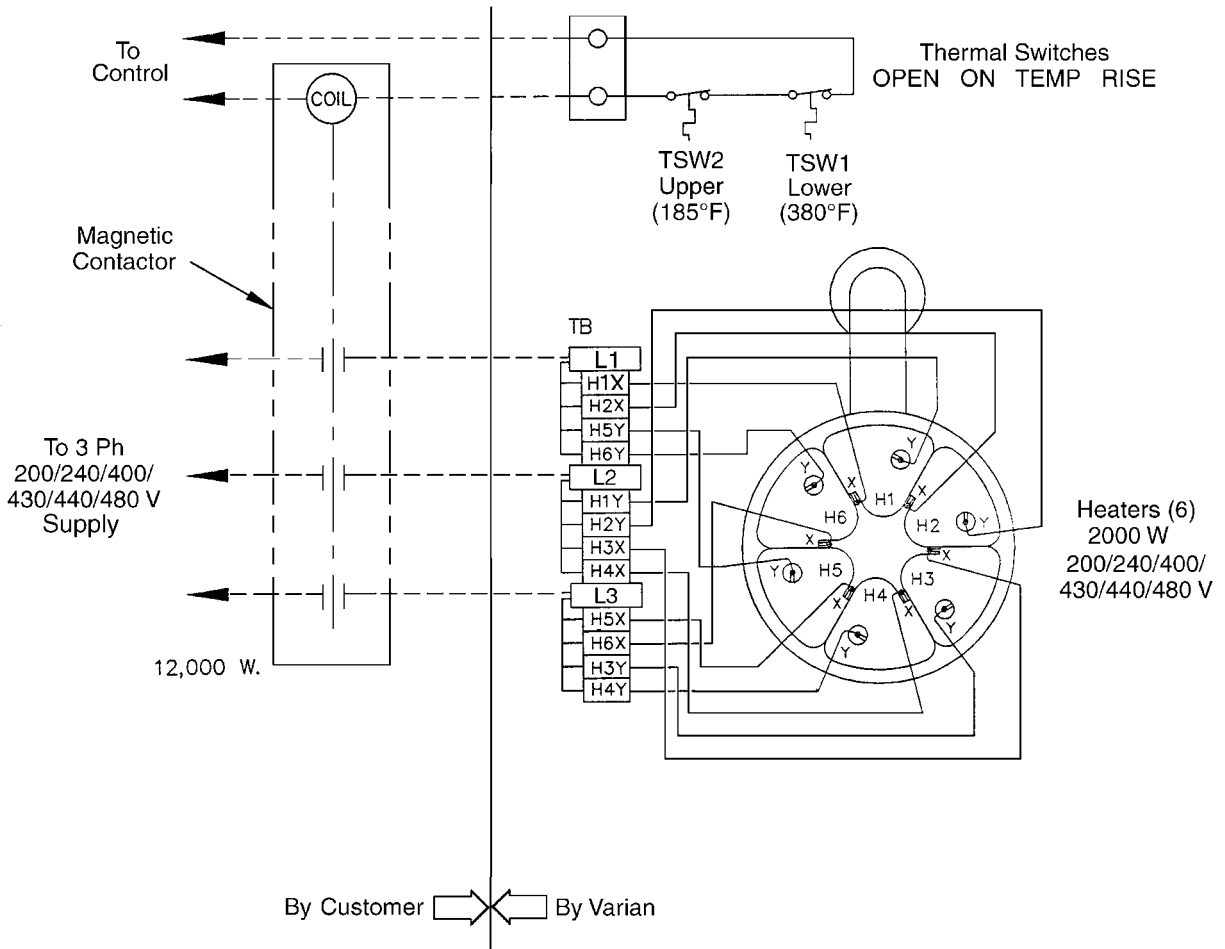 To
Control
COIL
Thermal Switches
OPEN ON TEMP RISE
TSW2
Upper
(185°F)
TSW1
Lower
(380°F)
Magnetic
Contactor
TB
L1
H1X
H2X
H5Y
H6Y
L2
H1Y
H2Y
H3X
H4X
L3
H5X
H6X
H3Y
H4Y
To 3 Ph
200/240/400/
430/440/480 V
Supply
12,000 W.
Y
H1
X
Y
H2
X
Y
H3
X
Y
H4
X
Y
H5
X
Y
H6
X
Heaters (6)
2000 W
200/240/400/
430/440/480 V
By Customer
By Varian